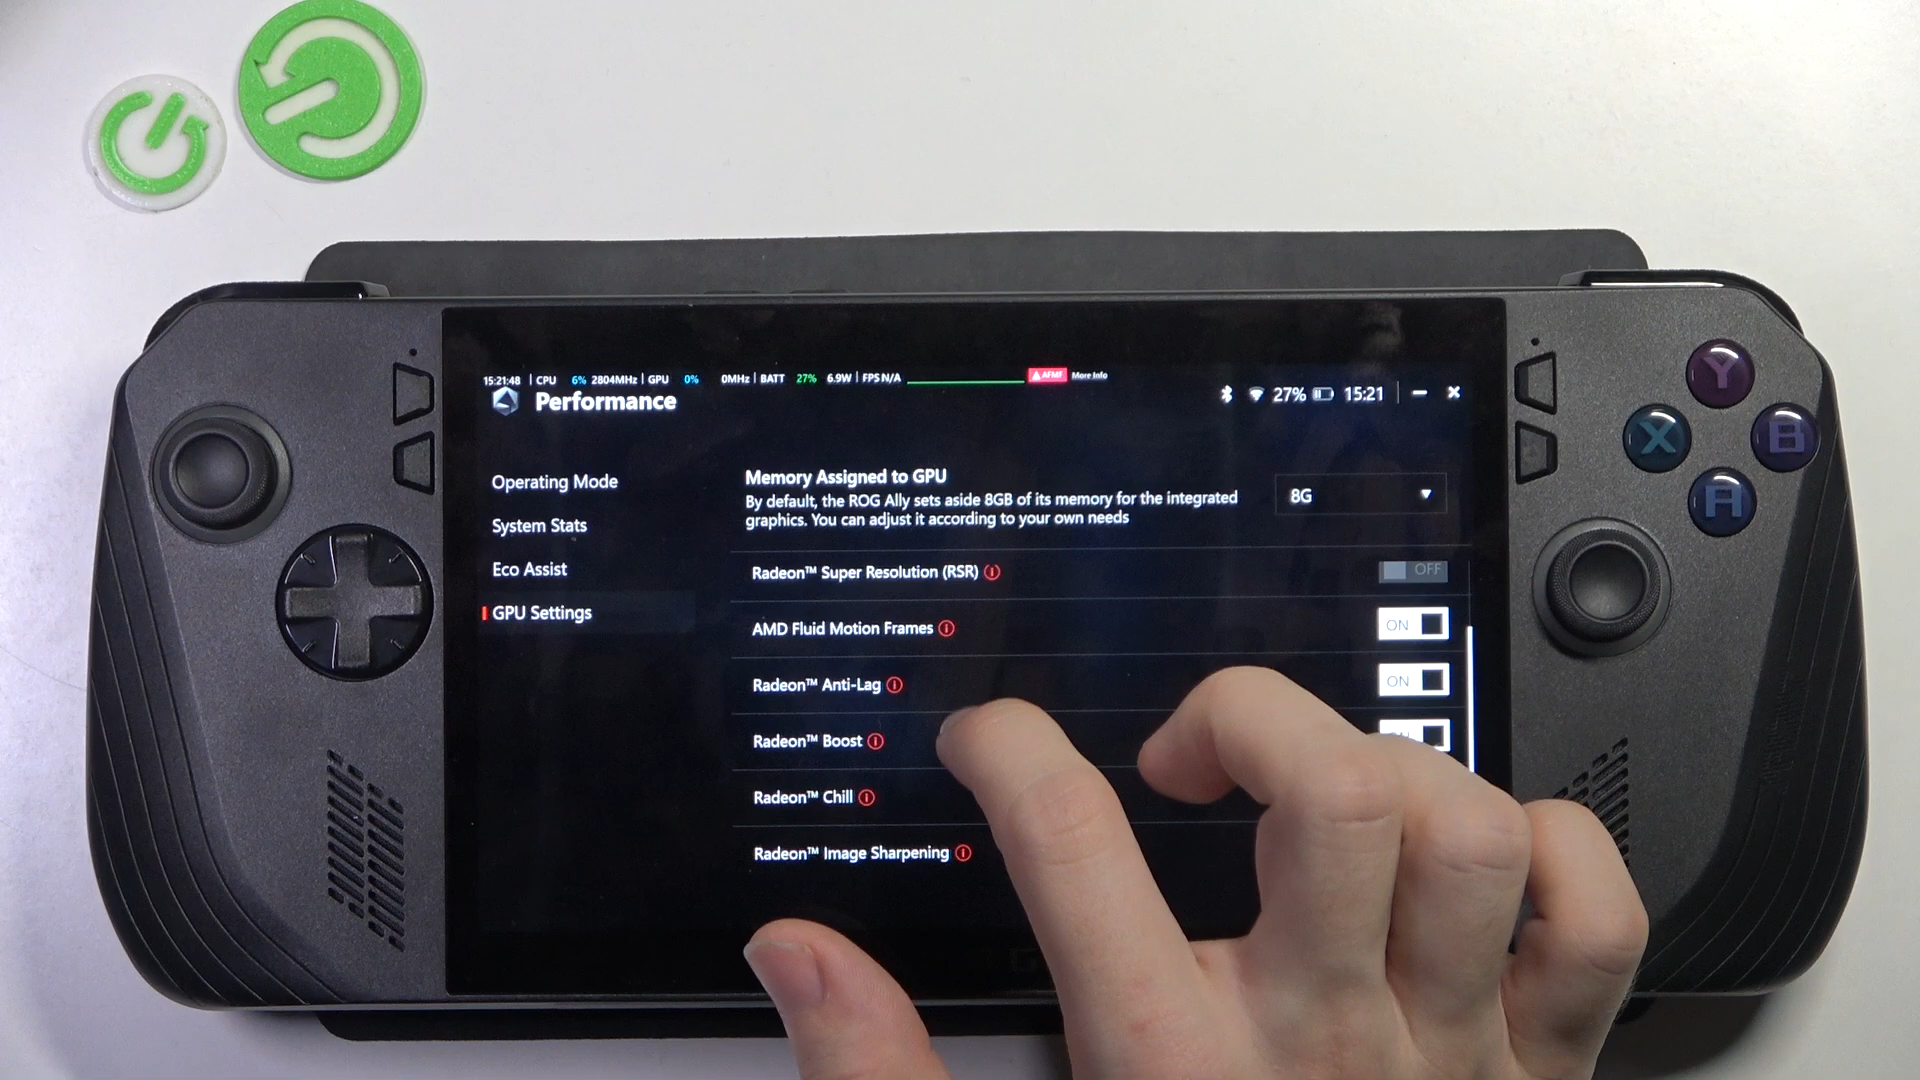 15:21:48 | CPU 6% 2804MHz | GPU 0% 0MHz | BATT 27% 6.9W | FPS N/A AFMF More Info
Performance
27% 15:21
Operating Mode
System Stats
Eco Assist
GPU Settings
Memory Assigned to GPU
By default, the ROG Ally sets aside 8GB of its memory for the integrated
graphics. You can adjust it according to your own needs
8G
Radeon™ Super Resolution (RSR)
OFF
AMD Fluid Motion Frames
ON
Radeon™ Anti-Lag
ON
Radeon™ Boost
Radeon™ Chill
Radeon™ Image Sharpening
Y
X
B
A